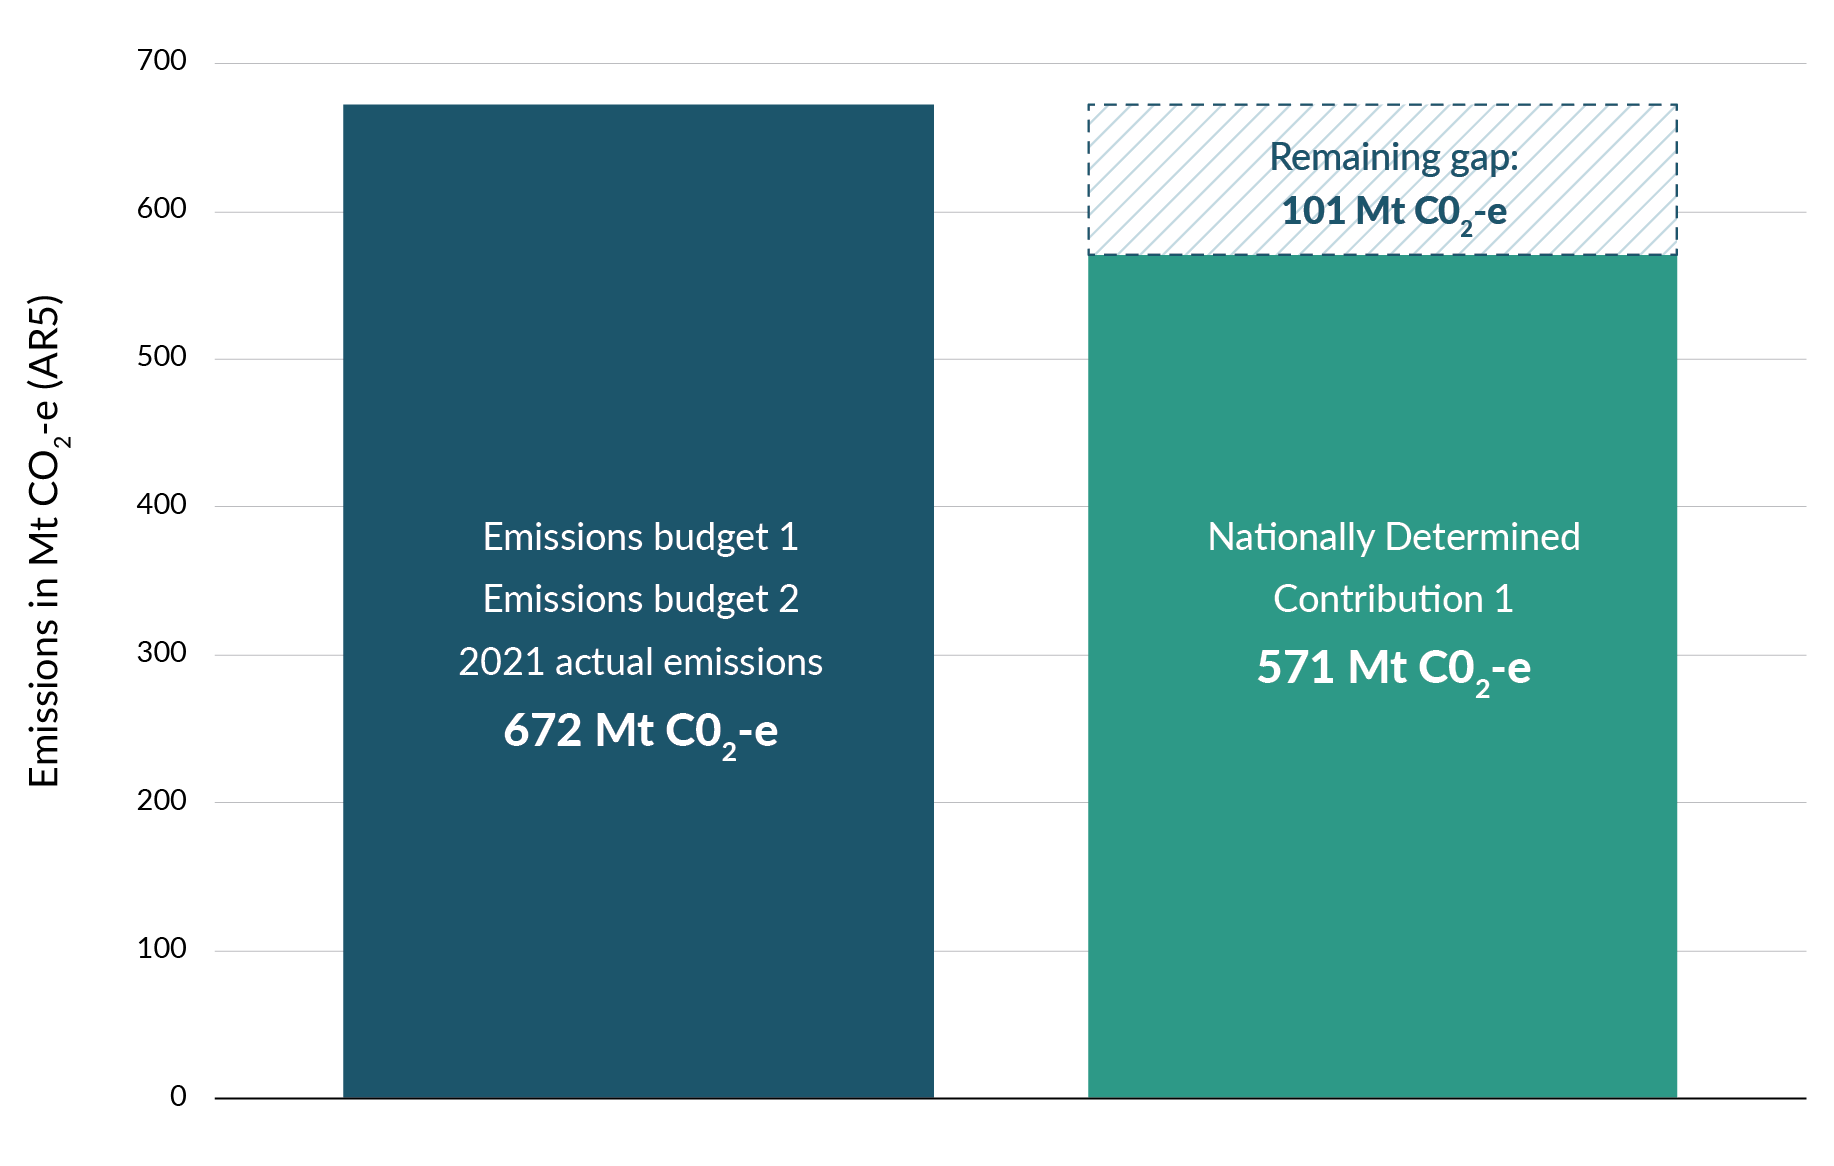 Emissions in Mt CO₂-e (AR5)
700
600
500
400
300
200
100
0
Emissions budget 1
Emissions budget 2
2021 actual emissions
672 Mt C0₂-e
Remaining gap:
101 Mt C0₂-e
Nationally Determined
Contribution 1
571 Mt C0₂-e